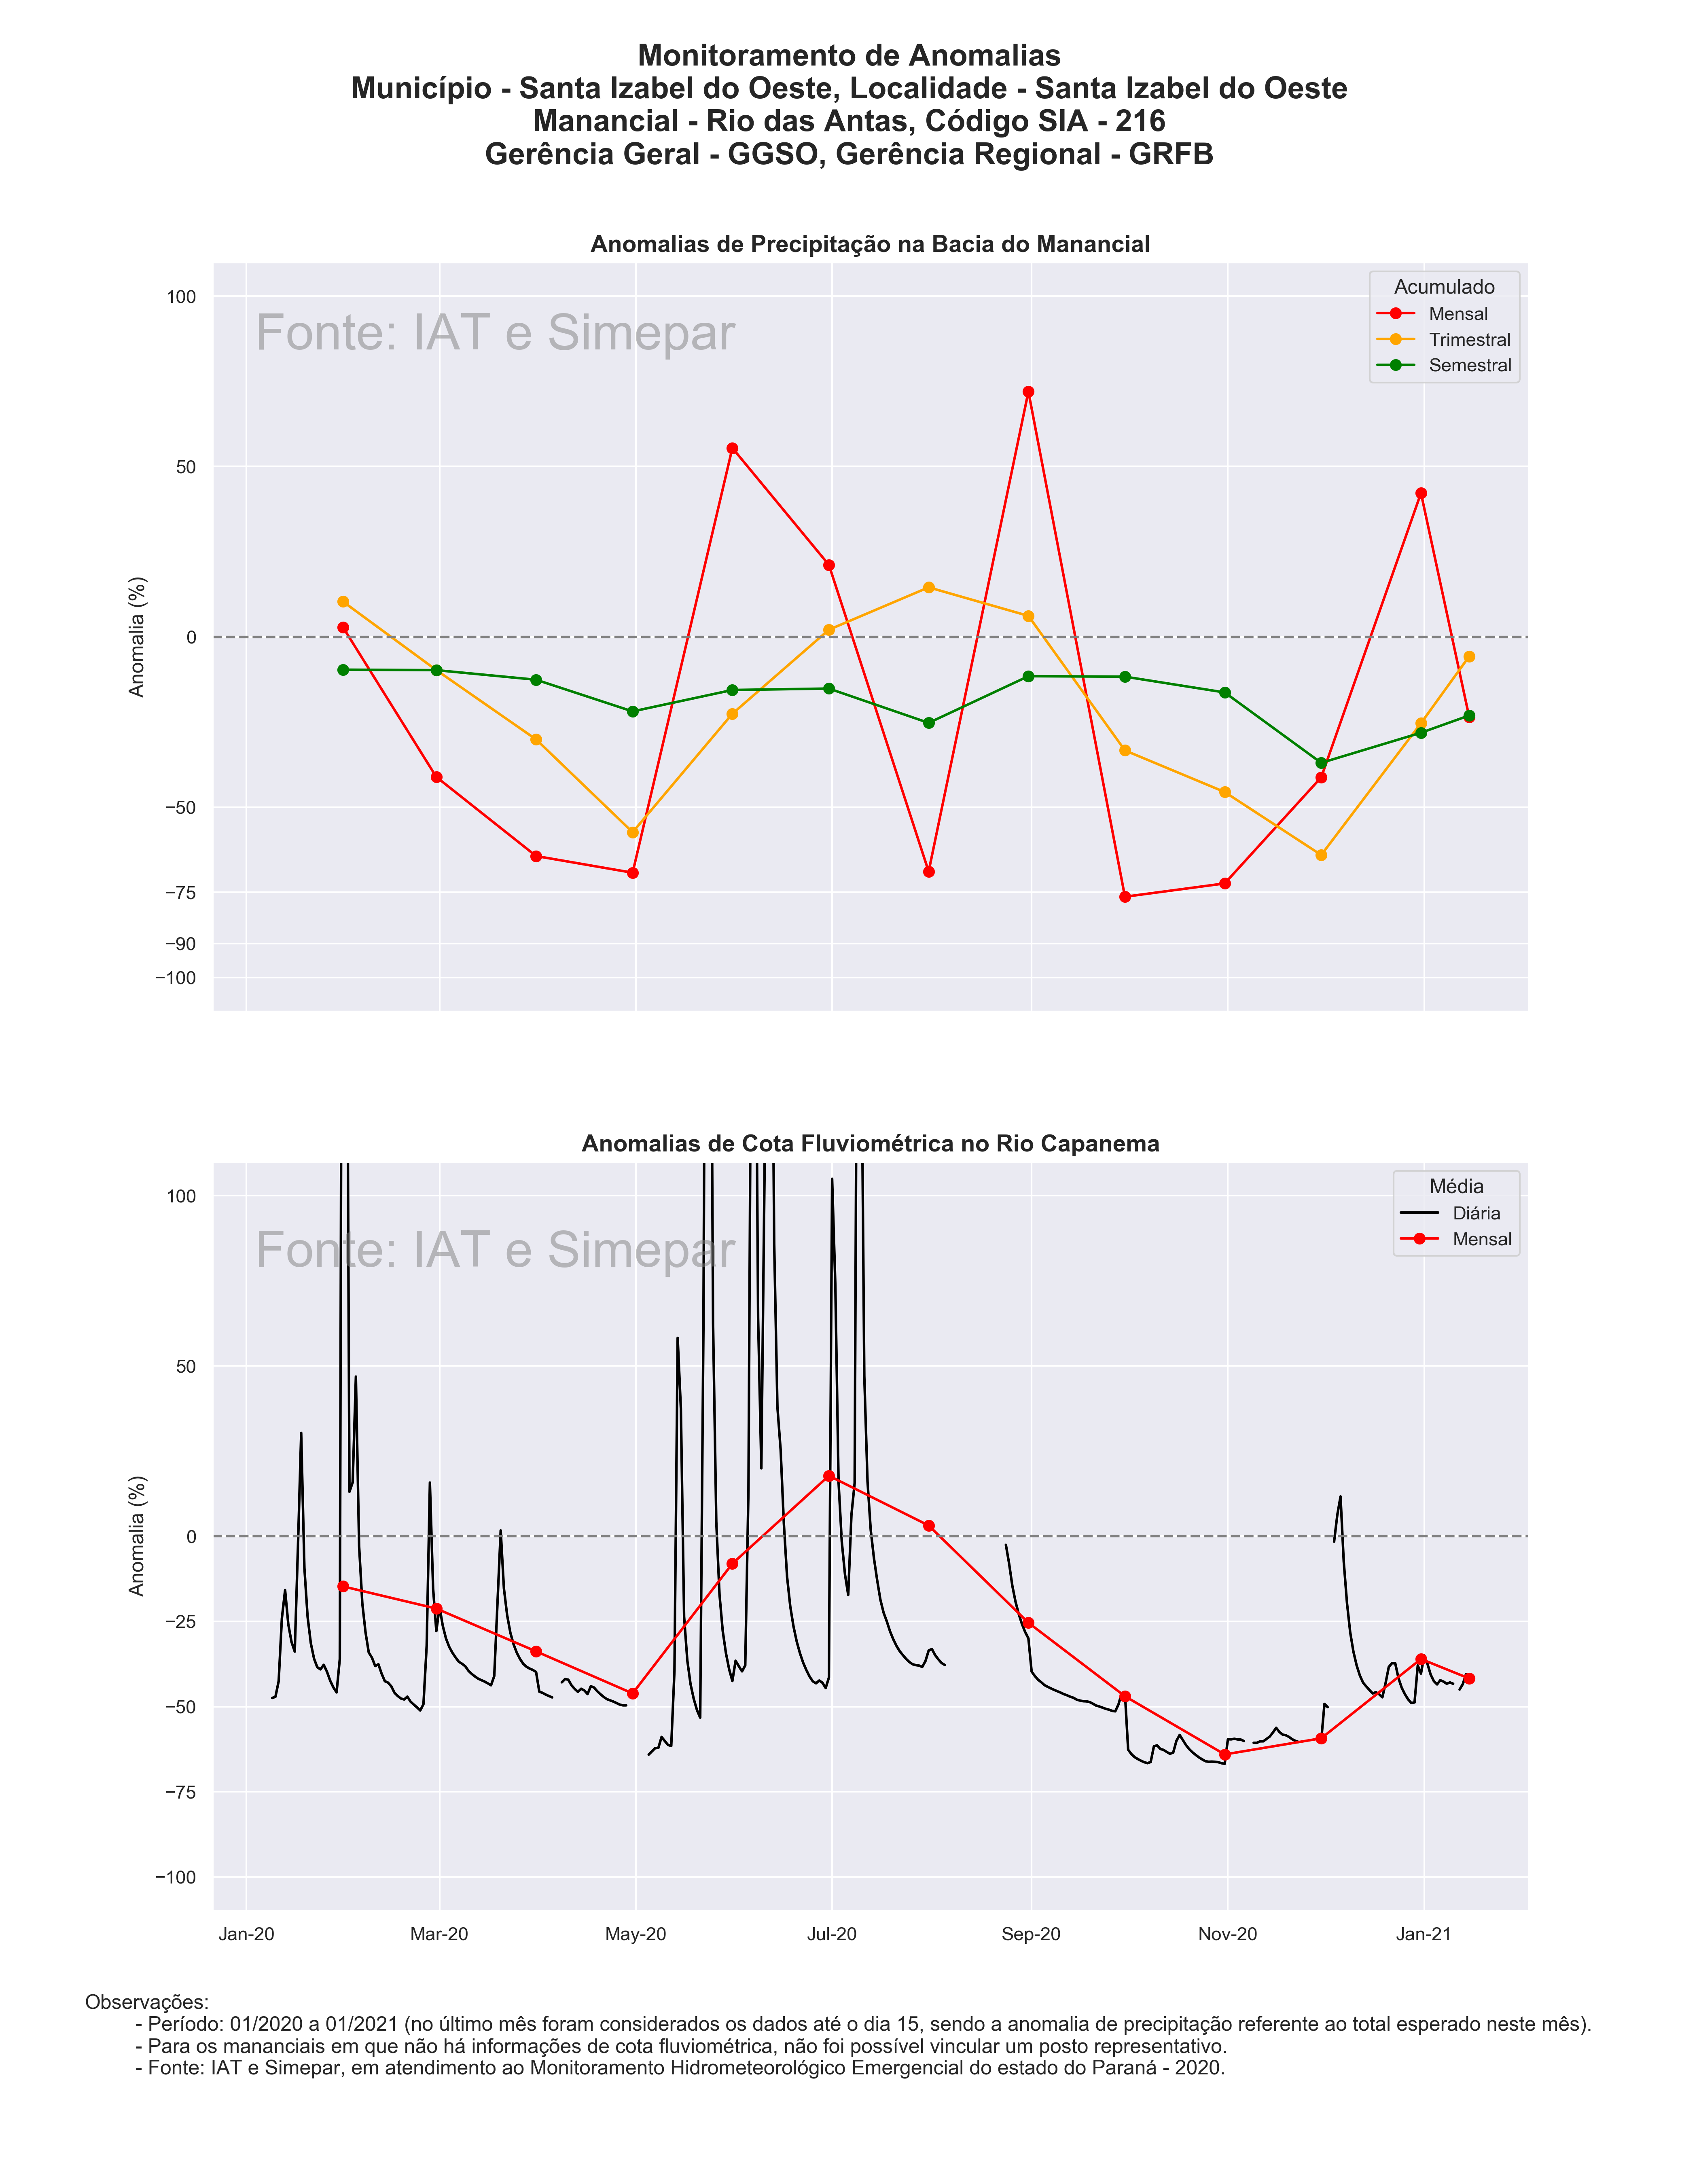 Monitoramento de Anomalias
Município - Santa Izabel do Oeste, Localidade - Santa Izabel do Oeste
Manancial - Rio das Antas, Código SIA - 216
Gerência Geral - GGSO, Gerência Regional - GRFB
Anomalias de Precipitação na Bacia do Manancial
Fonte: IAT e Simepar
Acumulado
Mensal
Trimestral
Semestral
Anomalia (%)
100
50
0
−50
−75
−90
−100
Anomalias de Cota Fluviométrica no Rio Capanema
Fonte: IAT e Simepar
Média
Diária
Mensal
Anomalia (%)
100
50
0
−25
−50
−75
−100
Jan-20 Mar-20 May-20 Jul-20 Sep-20 Nov-20 Jan-21
Observações:
- Período: 01/2020 a 01/2021 (no último mês foram considerados os dados até o dia 15, sendo a anomalia de precipitação referente ao total esperado neste mês).
- Para os mananciais em que não há informações de cota fluviométrica, não foi possível vincular um posto representativo.
- Fonte: IAT e Simepar, em atendimento ao Monitoramento Hidrometeorológico Emergencial do estado do Paraná - 2020.